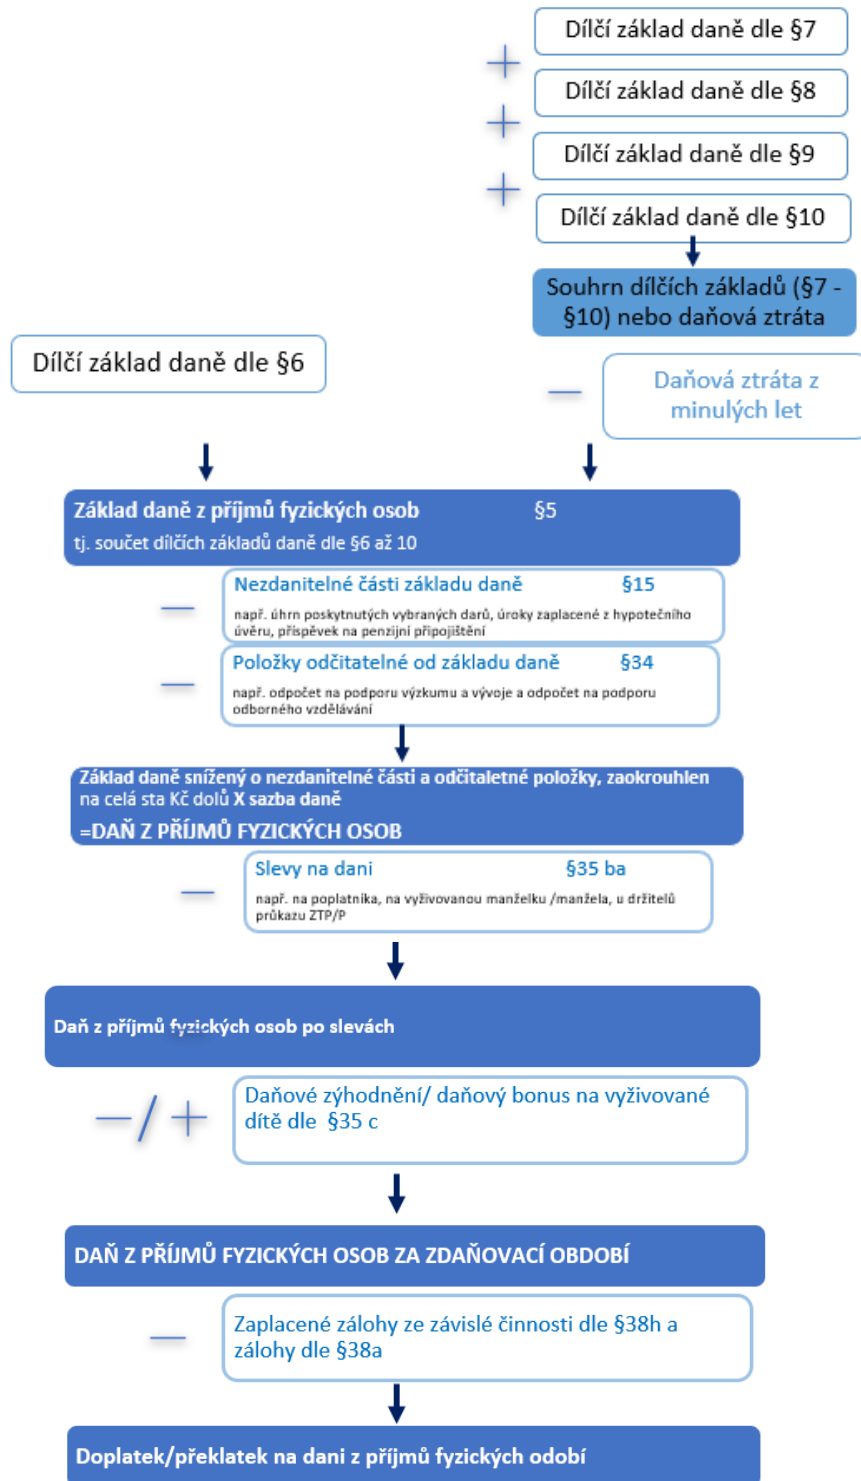 Dílčí základ daně dle §7
+
Dílčí základ daně dle §8
+
Dílčí základ daně dle §9
+
Dílčí základ daně dle §10
Souhrn dílčích základů (§7 -
§10) nebo daňová ztráta
Dílčí základ daně dle §6
— Daňová ztráta z
minulých let
Základ daně z příjmů fyzických osob §5
tj. součet dílčích základů daně dle §6 až 10
— Nezdanitelné části základu daně §15
např. úhrn poskytnutých vybraných darů, úroky zaplacené z hypotečního
úvěru, příspěvek na penzijní připojištění
— Položky odčitatelné od základu daně §34
např. odpočet na podporu výzkumu a vývoje a odpočet na podporu
odborného vzdělávání
Základ daně snížený o nezdanitelné části a odčitaletné položky, zaokrouhlen
na celá sta Kč dolů X sazba daně
=DAŇ Z PŘÍJMŮ FYZICKÝCH OSOB
— Slevy na dani §35 ba
např. na poplatníka, na vyživovanou manželku /manžela, u držitelů
průkazu ZTP/P
Daň z příjmů fyzických osob po slevách
—/+ Daňové zýhodnění/ daňový bonus na vyživované
dítě dle §35 c
DAŇ Z PŘÍJMŮ FYZICKÝCH OSOB ZA ZDAŇOVACÍ OBDOBÍ
— Zaplacené zálohy ze závislé činnosti dle §38h a
zálohy dle §38a
Doplatek/překlatek na dani z příjmů fyzických odobí